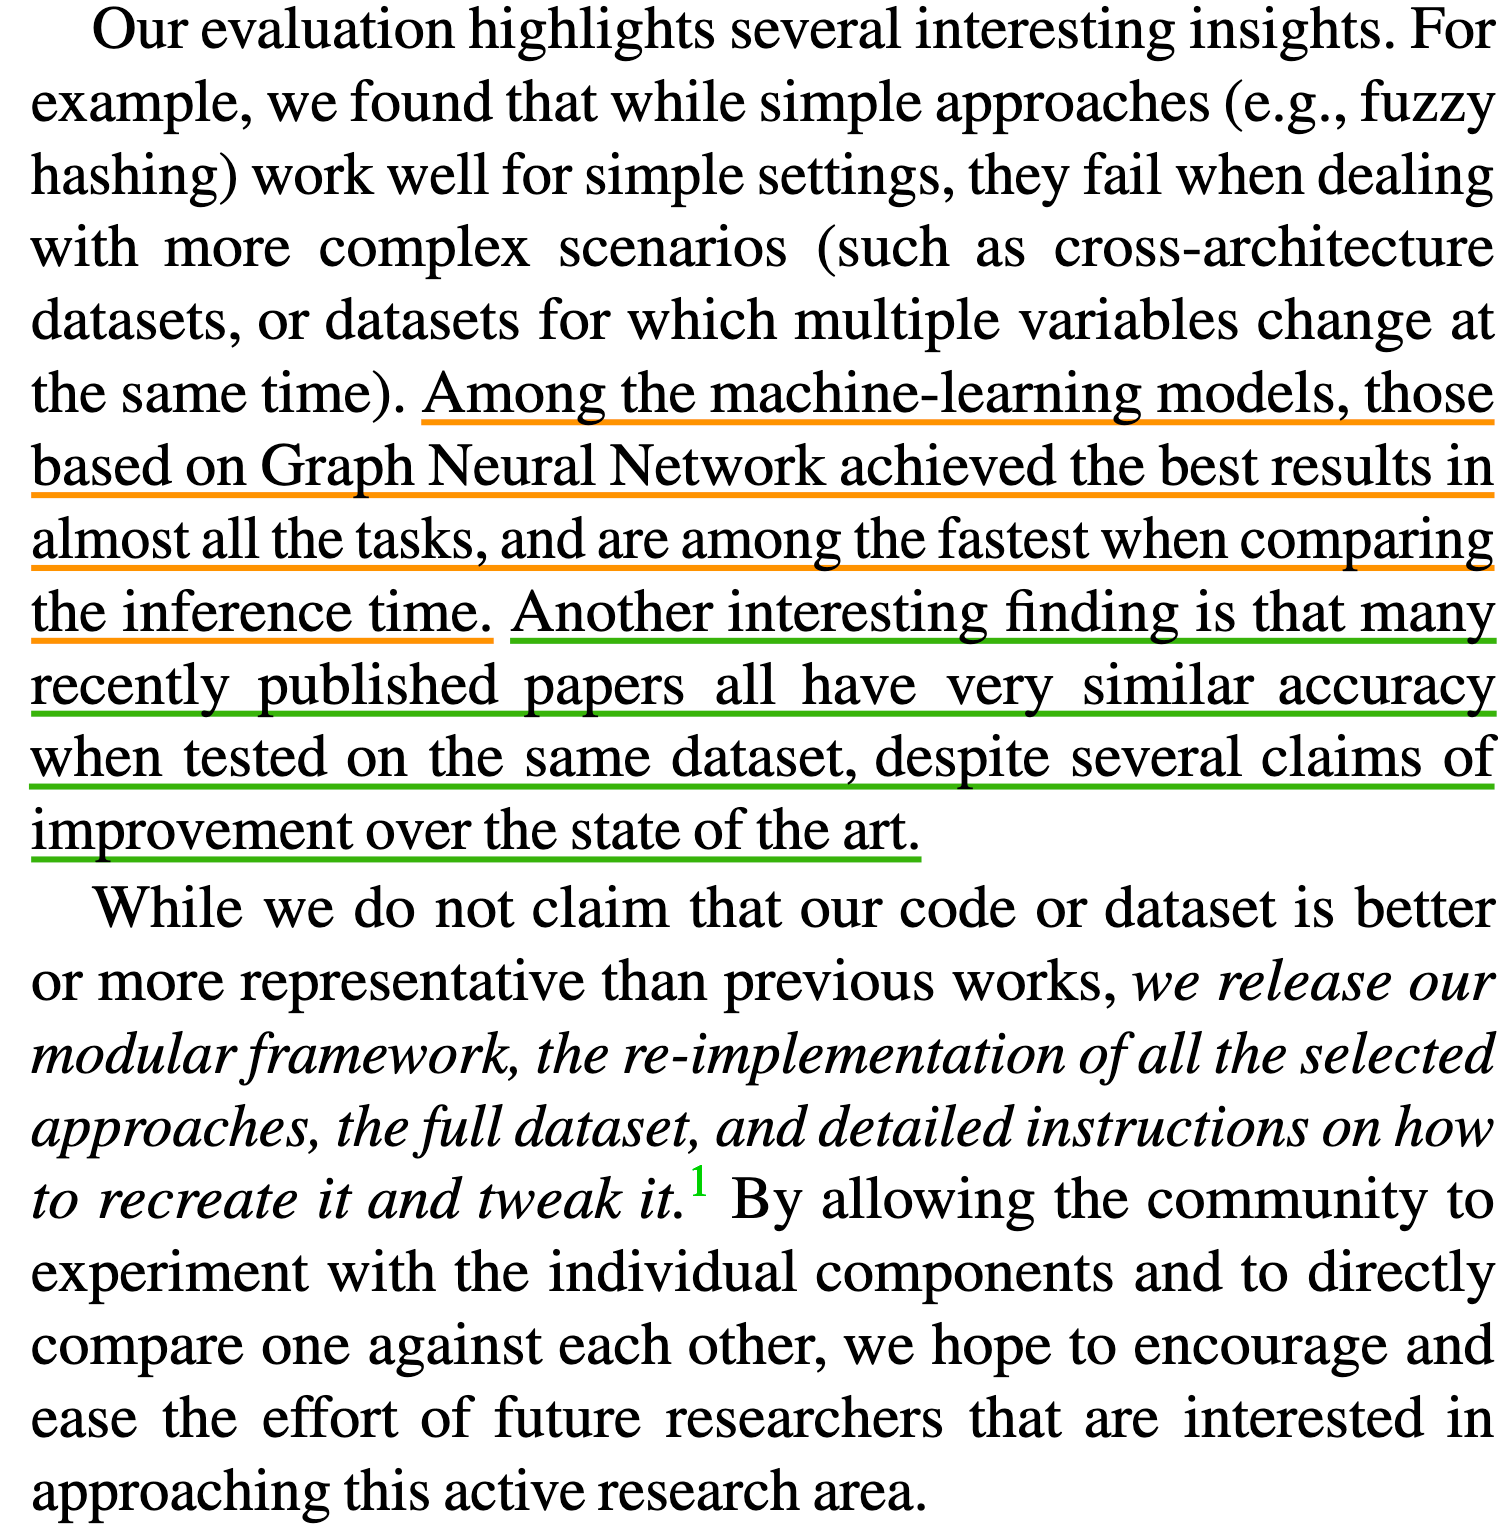 Our evaluation highlights several interesting insights. For
example, we found that while simple approaches (e.g., fuzzy
hashing) work well for simple settings, they fail when dealing
with more complex scenarios (such as cross-architecture
datasets, or datasets for which multiple variables change at
the same time). Among the machine-learning models, those
based on Graph Neural Network achieved the best results in
almost all the tasks, and are among the fastest when comparing
the inference time. Another interesting finding is that many
recently published papers all have very similar accuracy
when tested on the same dataset, despite several claims of
improvement over the state of the art.
While we do not claim that our code or dataset is better
or more representative than previous works, we release our
modular framework, the re-implementation of all the selected
approaches, the full dataset, and detailed instructions on how
to recreate it and tweak it.1 By allowing the community to
experiment with the individual components and to directly
compare one against each other, we hope to encourage and
ease the effort of future researchers that are interested in
approaching this active research area.